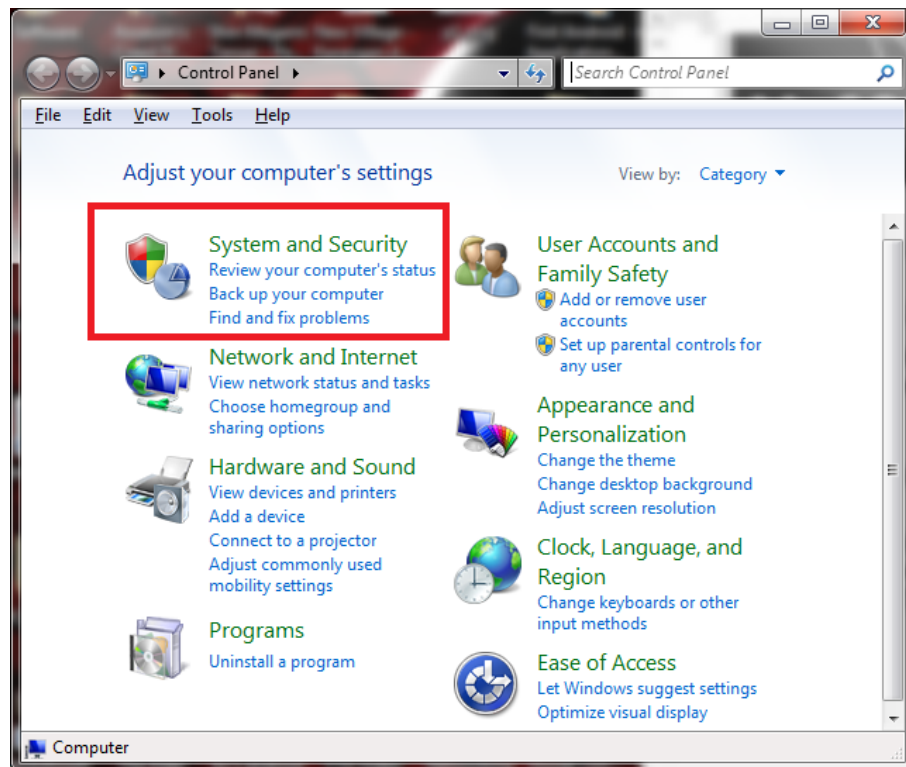 Control Panel
Search Control Panel
File Edit View Tools Help
Adjust your computer's settings
View by: Category
System and Security
Review your computer's status
Back up your computer
Find and fix problems
Network and Internet
View network status and tasks
Choose homegroup and
sharing options
Hardware and Sound
View devices and printers
Add a device
Connect to a projector
Adjust commonly used
mobility settings
Programs
Uninstall a program
User Accounts and
Family Safety
Add or remove user
accounts
Set up parental controls for
any user
Appearance and
Personalization
Change the theme
Change desktop background
Adjust screen resolution
Clock, Language, and
Region
Change keyboards or other
input methods
Ease of Access
Let Windows suggest settings
Optimize visual display
Computer